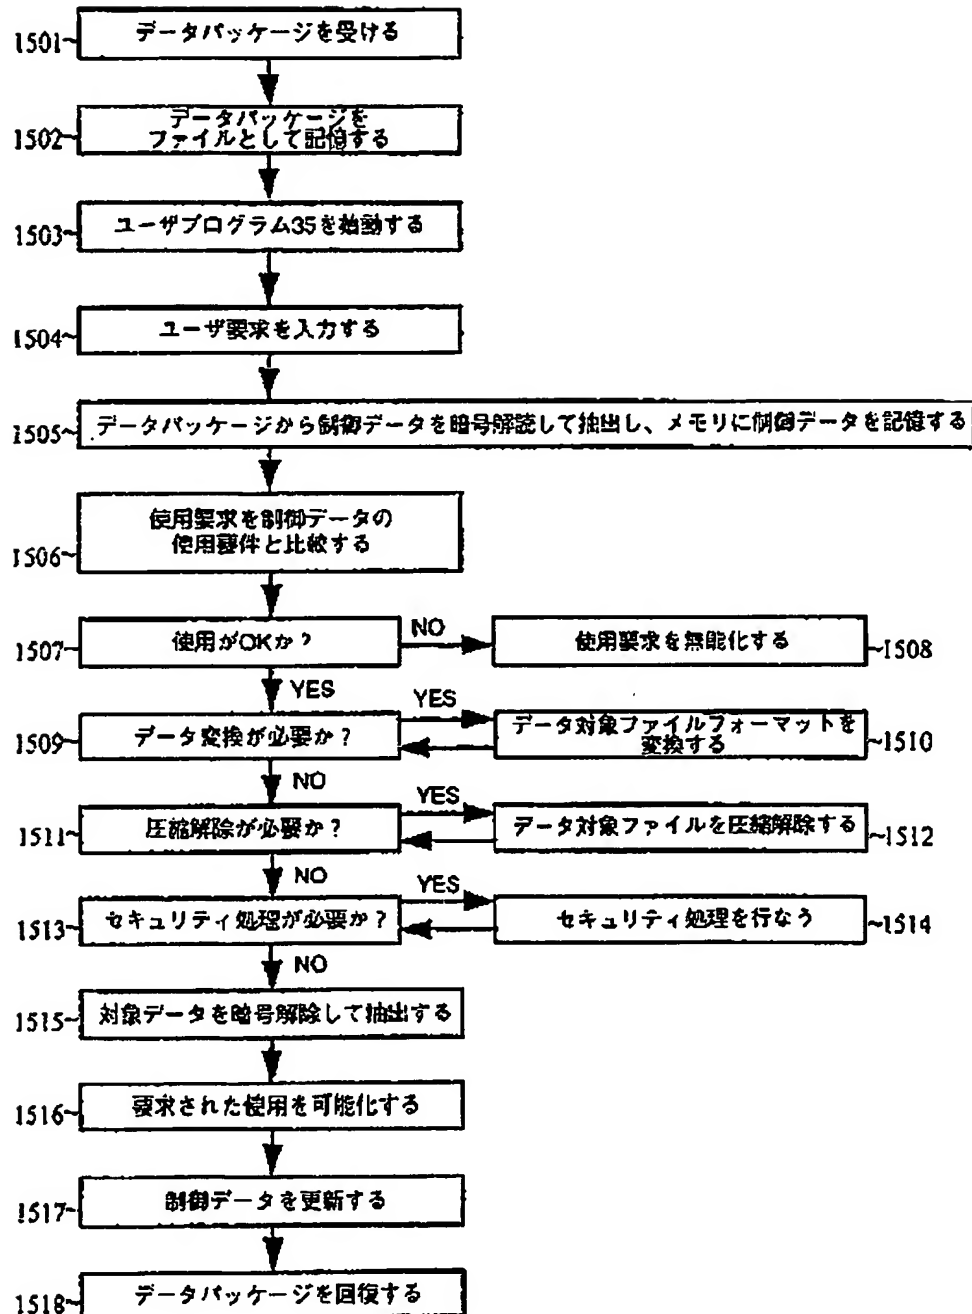 1501~ データパッケージを受ける
データパッケージを
1502~ ファイルとして記憶する
1503~ ユーザプログラム35を始動する
1504~ ユーザ要求を入力する
1505~ データパッケージから制御データを暗号解読して抽出し、メモリに制御データを記憶する
使用要求を制御データの
1506~ 使用要件と比較する
1507~ 使用がOKか？ NO 使用要求を無能化する ~1508
YES
YES
1509~ データ変換が必要か？ データ対象ファイルフォーマットを
変換する ~1510
NO
YES
1511~ 圧縮解除が必要か？ データ対象ファイルを圧縮解除する ~1512
NO
YES
1513~ セキュリティ処理が必要か？ セキュリティ処理を行なう ~1514
NO
1515~ 対象データを暗号解除して抽出する
1516~ 要求された使用を可能化する
1517~ 制御データを更新する
1518~ データパッケージを回復する